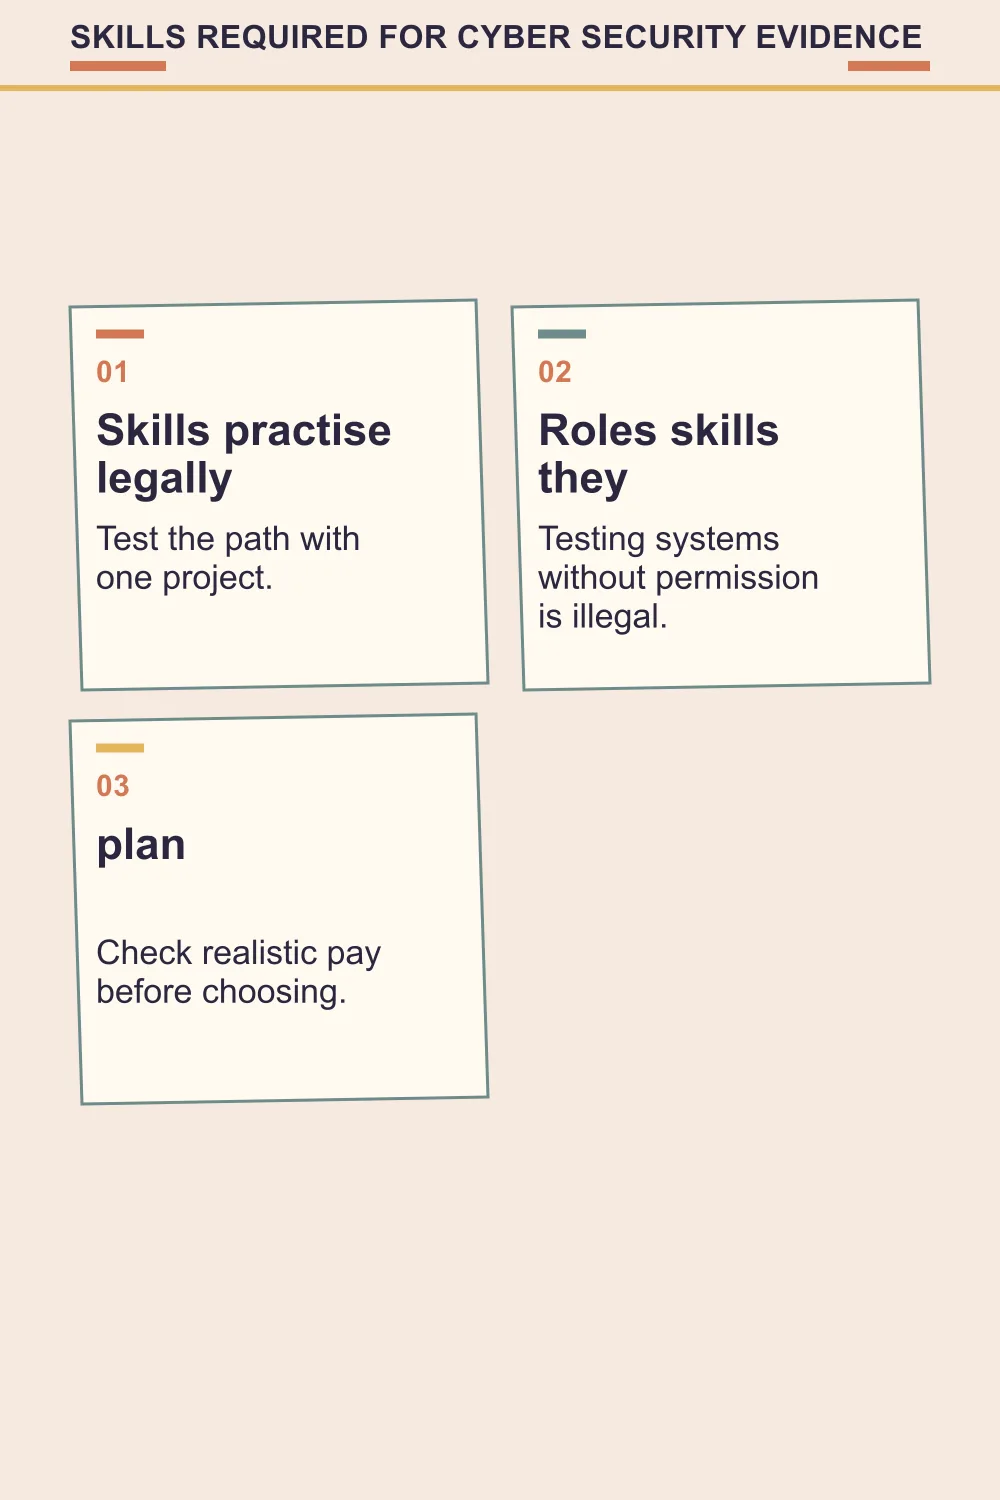 SKILLS REQUIRED FOR CYBER SECURITY EVIDENCE
01
Skills practise
legally
Test the path with
one project.
02
Roles skills
they
Testing systems
without permission
is illegal.
03
plan
Check realistic pay
before choosing.